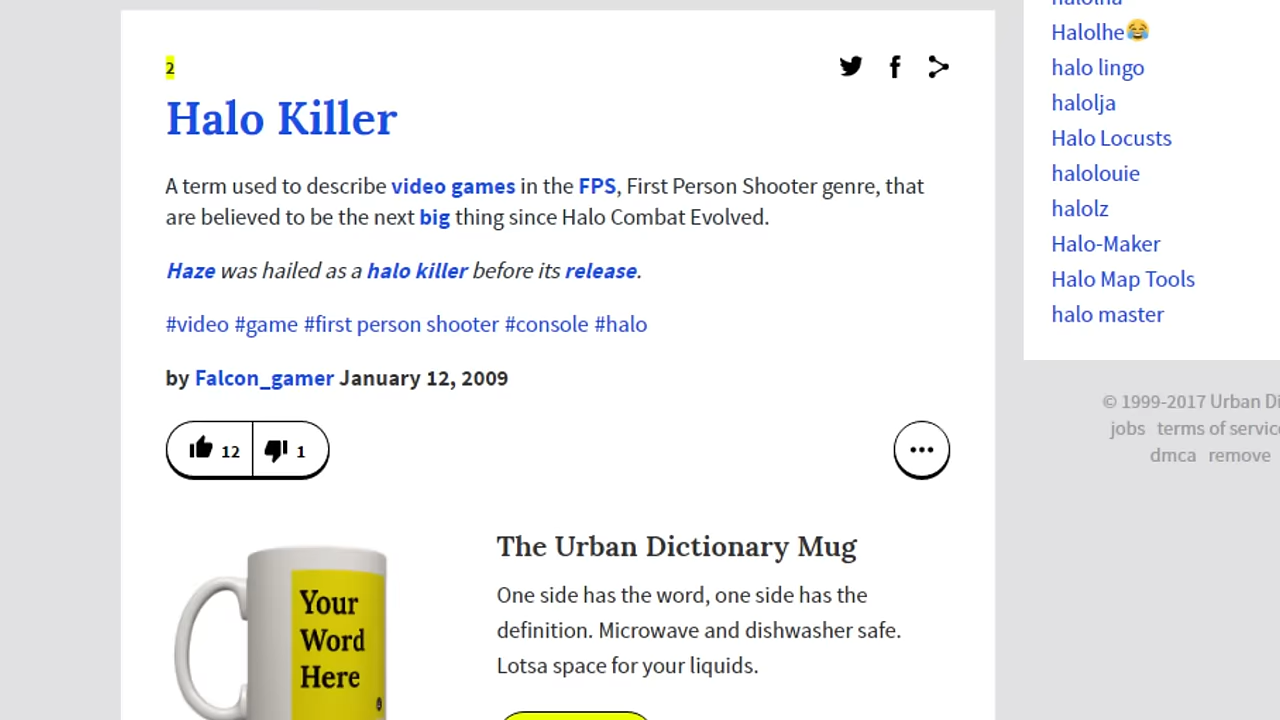 2
Halo Killer
A term used to describe video games in the FPS, First Person Shooter genre, that
are believed to be the next big thing since Halo Combat Evolved.
Haze was hailed as a halo killer before its release.
#video #game #first person shooter #console #halo
by Falcon_gamer January 12, 2009
12 1
Your
Word
Here
The Urban Dictionary Mug
One side has the word, one side has the
definition. Microwave and dishwasher safe.
Lotsa space for your liquids.
Halolhe😂
halo lingo
halolja
Halo Locusts
halolouie
halolz
Halo-Maker
Halo Map Tools
halo master
© 1999-2017 Urban Di
jobs terms of servic
dmca remove